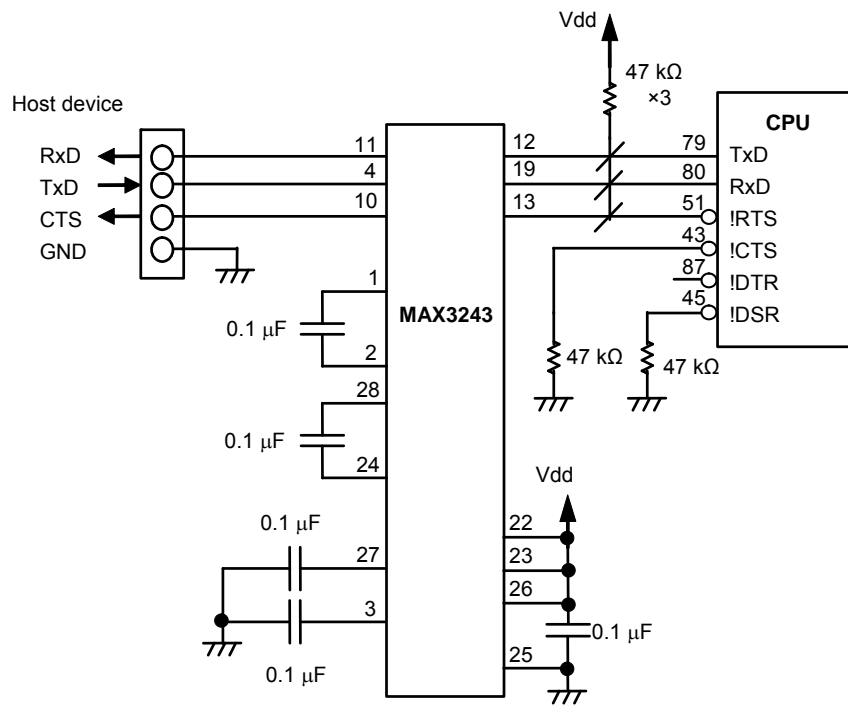 Vdd
47 kΩ
×3
Host device
CPU
RxD
11
12
79
TxD
TxD
4
19
80
RxD
CTS
10
13
51
!RTS
GND
43
!CTS
87
!DTR
1
45
!DSR
MAX3243
0.1 μF
2
47 kΩ
47 kΩ
28
0.1 μF
24
Vdd
0.1 μF
22
27
23
26
3
0.1 μF
25
0.1 μF